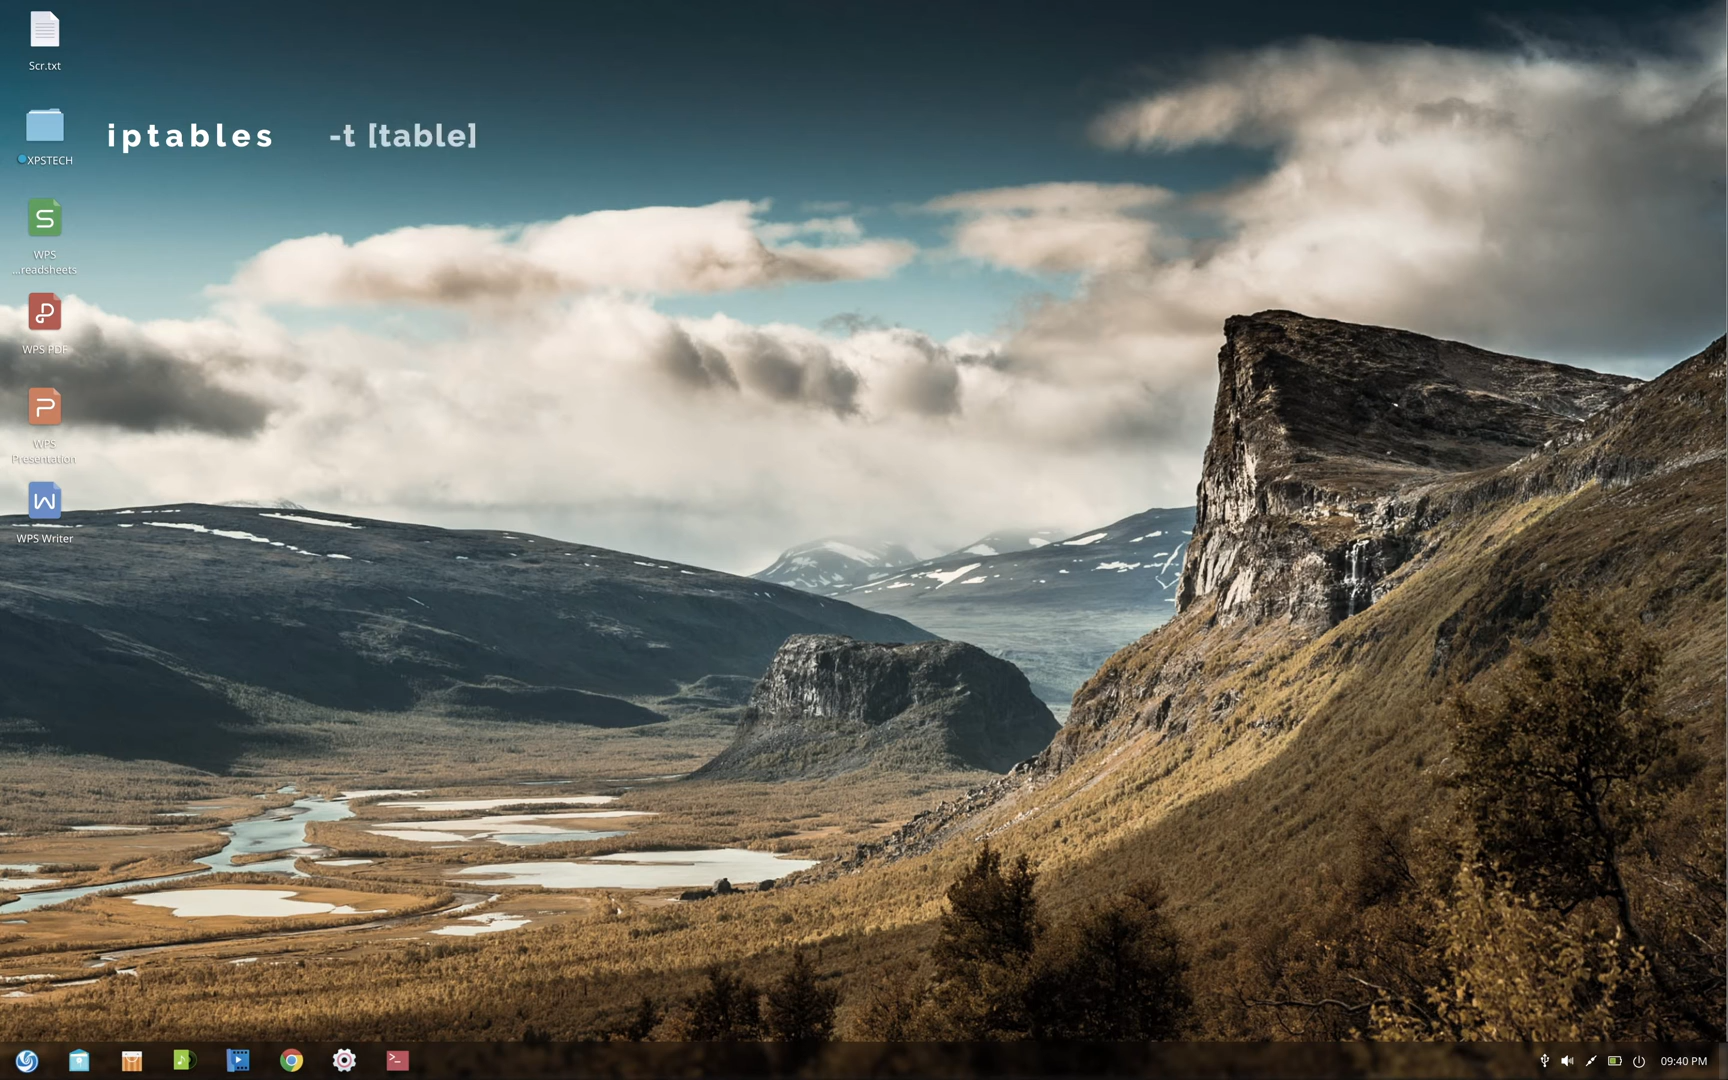 Scr.txt
iptables -t [table]
XPSTECH
WPS
...readsheets
WPS PDF
WPS
Presentation
WPS Writer
09:40 PM